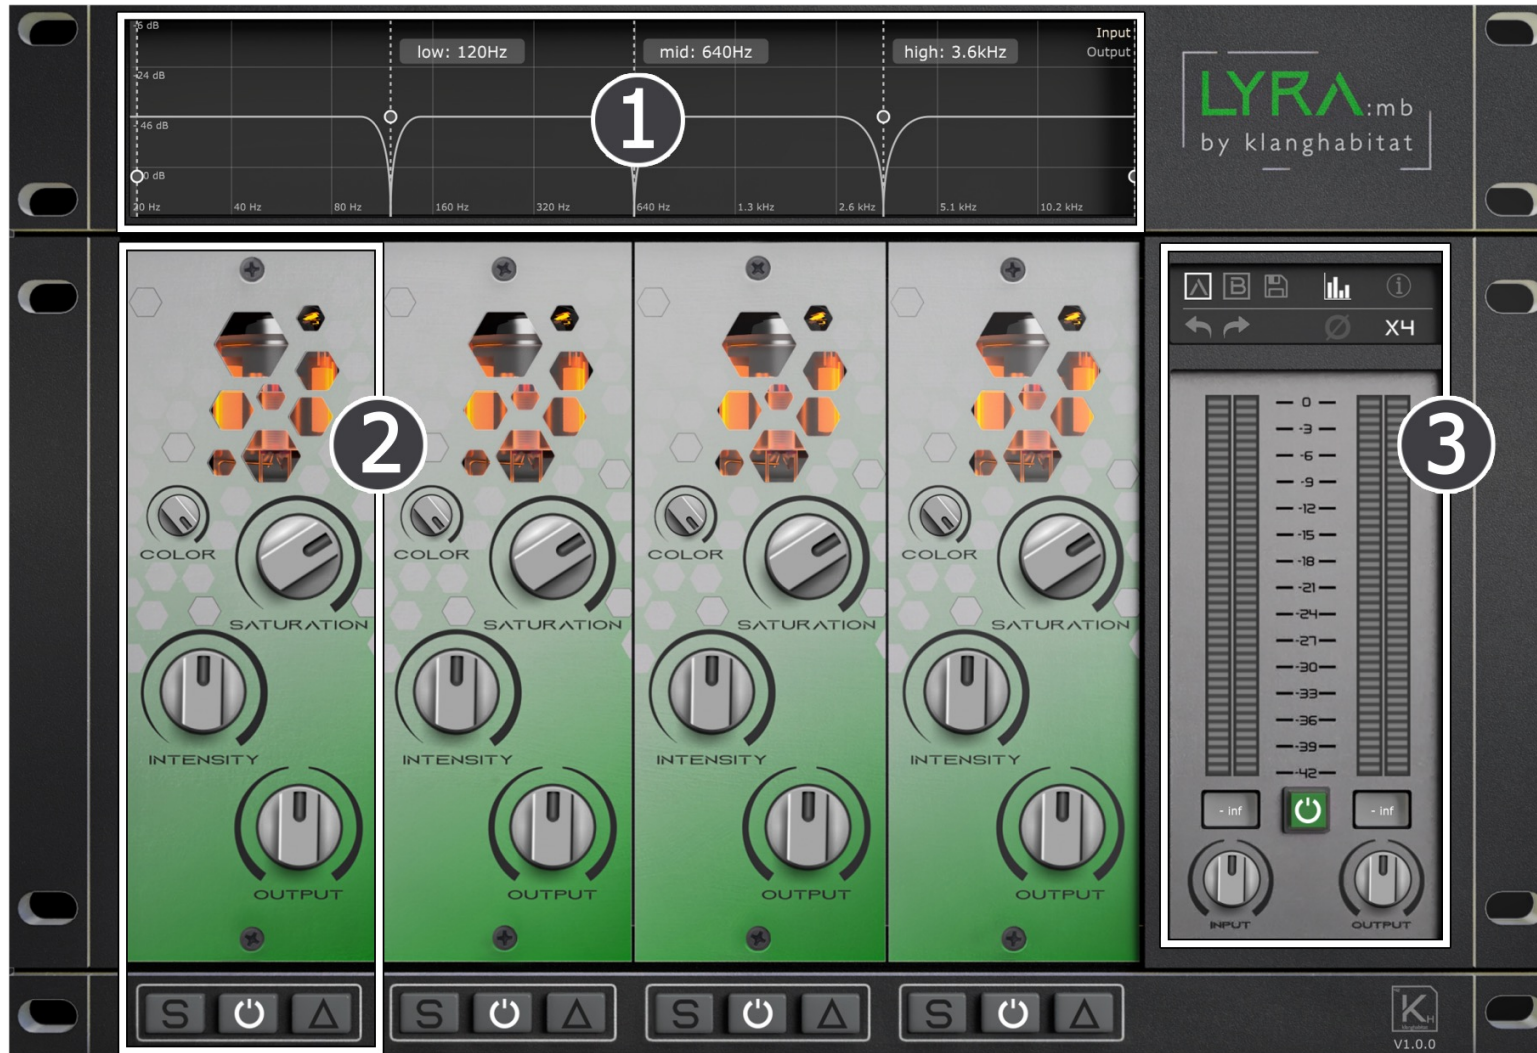 -6 dB
low: 120Hz
mid: 640Hz
high: 3.6kHz
Input
Output
-24 dB
-46 dB
1
20 Hz
40 Hz
80 Hz
160 Hz
320 Hz
640 Hz
1.3 kHz
2.6 kHz
5.1 kHz
10.2 kHz
LYRA:mb
by klanghabitat
2
COLOR
SATURATION
INTENSITY
OUTPUT
COLOR
SATURATION
INTENSITY
OUTPUT
COLOR
SATURATION
INTENSITY
OUTPUT
COLOR
SATURATION
INTENSITY
OUTPUT
A B
X4
3
0
-3
-6
-9
-12
-15
-18
-21
-24
-27
-30
-33
-36
-39
-42
- inf
- inf
INPUT
OUTPUT
S
S
S
S
K H
V1.0.0